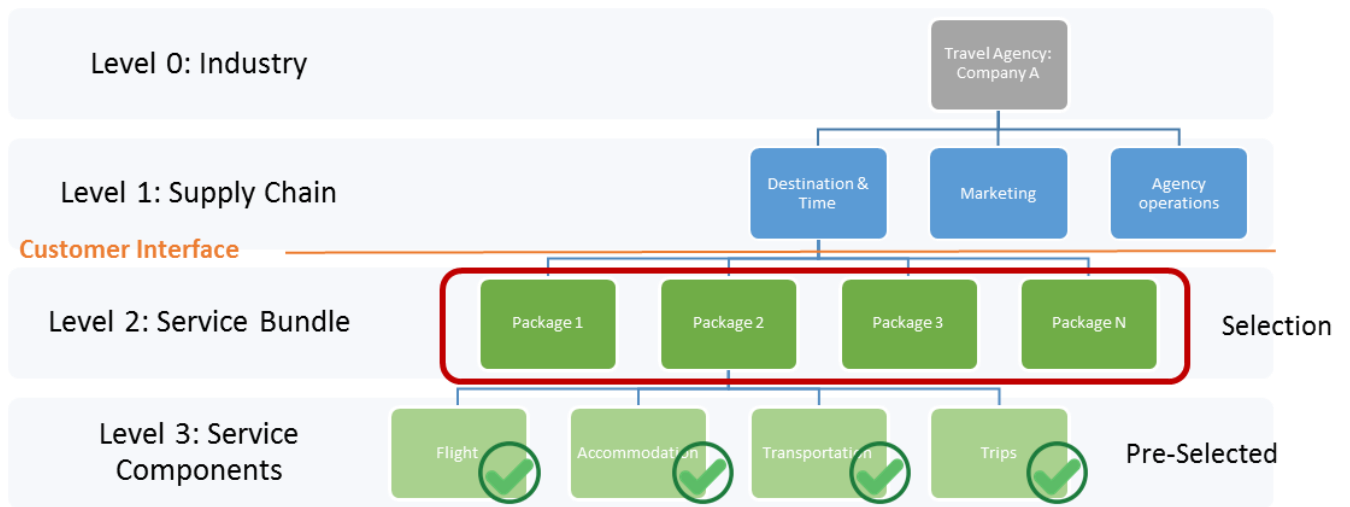 Level 0: Industry
Travel Agency:
Company A
Level 1: Supply Chain
Destination &
Time
Marketing
Agency
operations
Customer Interface
Level 2: Service Bundle
Package 1
Package 2
Package 3
Package N
Selection
Level 3: Service
Components
Flight
Accommodation
Transportation
Trips
Pre-Selected